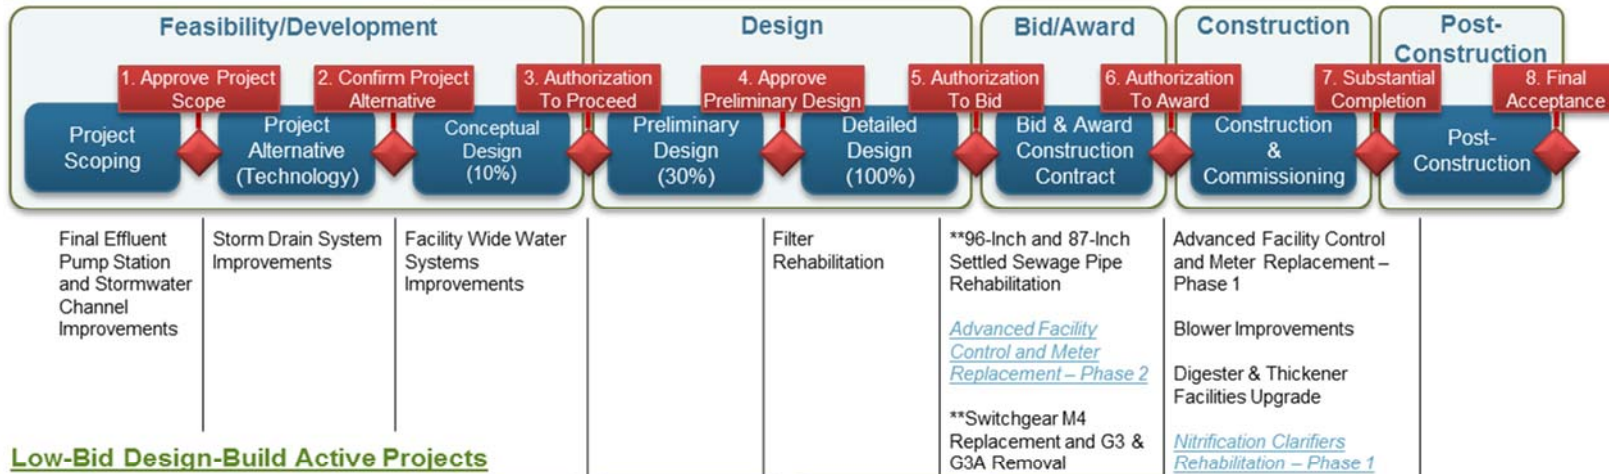 Feasibility/Development
Design
Bid/Award
Construction
Post-
Construction
1. Approve Project
Scope
2. Confirm Project
Alternative
3. Authorization
To Proceed
4. Approve
Preliminary Design
5. Authorization
To Bid
6. Authorization
To Award
7. Substantial
Completion
8. Final
Acceptance
Project
Scoping
Project
Alternative
(Technology)
Conceptual
Design
(10%)
Preliminary
Design
(30%)
Detailed
Design
(100%)
Bid & Award
Construction
Contract
Construction
&
Commissioning
Post-
Construction
Final Effluent
Pump Station
and Stormwater
Channel
Improvements
Storm Drain System
Improvements
Facility Wide Water
Systems
Improvements
Filter
Rehabilitation
**96-Inch and 87-Inch
Settled Sewage Pipe
Rehabilitation
Advanced Facility
Control and Meter
Replacement – Phase 2
**Switchgear M4
Replacement and G3 &
G3A Removal
Advanced Facility Control
and Meter Replacement –
Phase 1
Blower Improvements
Digester & Thickener
Facilities Upgrade
Nitrification Clarifiers
Rehabilitation – Phase 1
Low-Bid Design-Build Active Projects